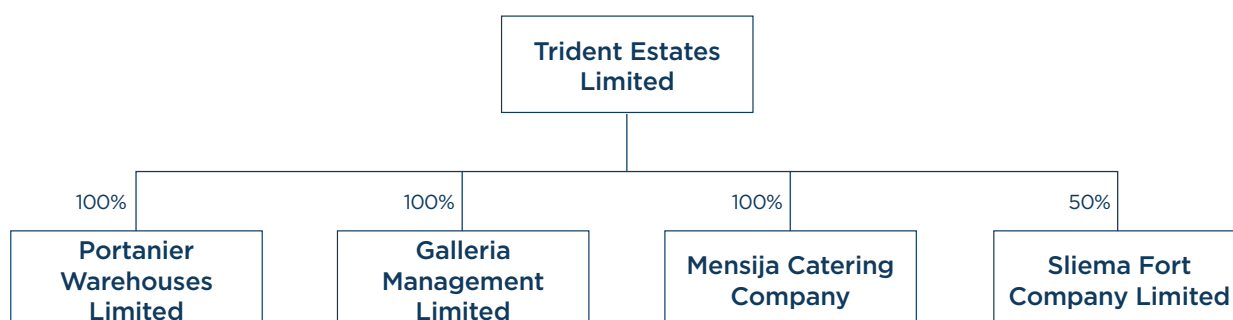 Trident Estates
Limited
100%
100%
100%
50%
Portanier
Warehouses
Limited
Galleria
Management
Limited
Mensija Catering
Company
Sliema Fort
Company Limited